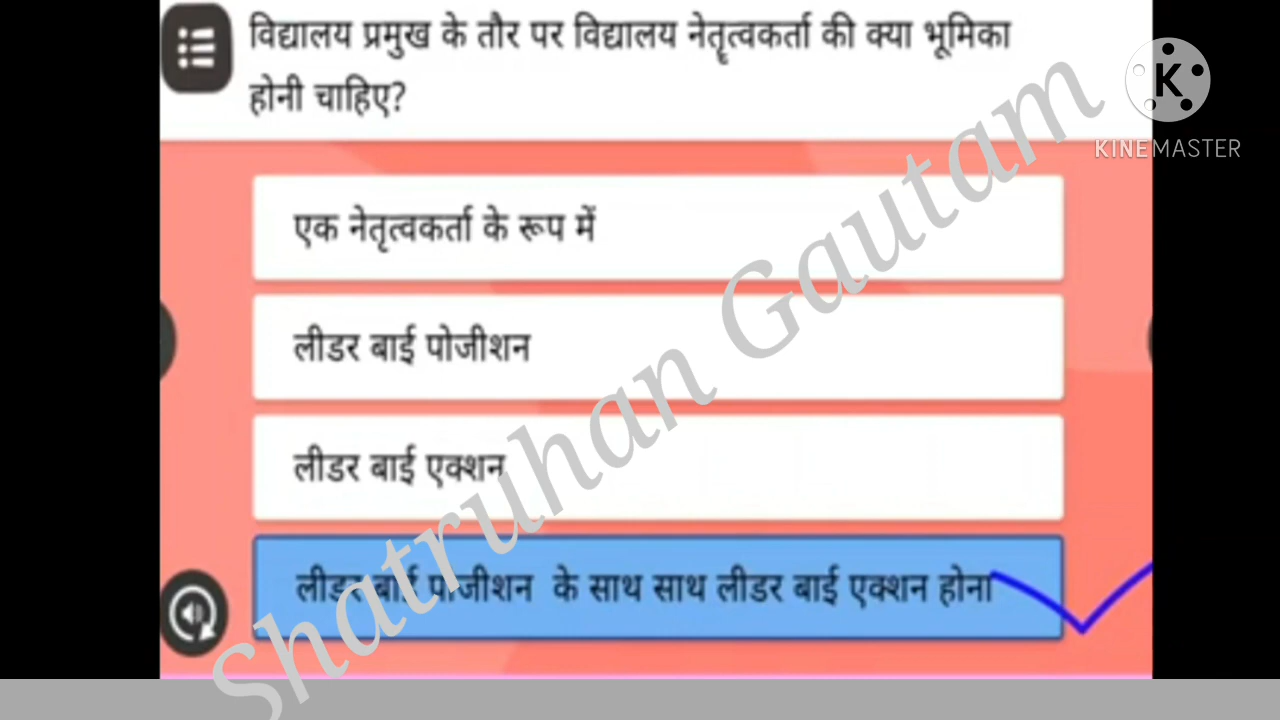 विद्यालय प्रमुख के तौर पर विद्यालय नेतृत्वकर्ता की क्या भूमिका
होनी चाहिए?
K
KINEMASTER
एक नेतृत्वकर्ता के रूप में
लीडर बाई पोजीशन
लीडर बाई एक्शन
लीडर बाई पोजीशन के साथ साथ लीडर बाई एक्शन होना
Shatruhan Gautam